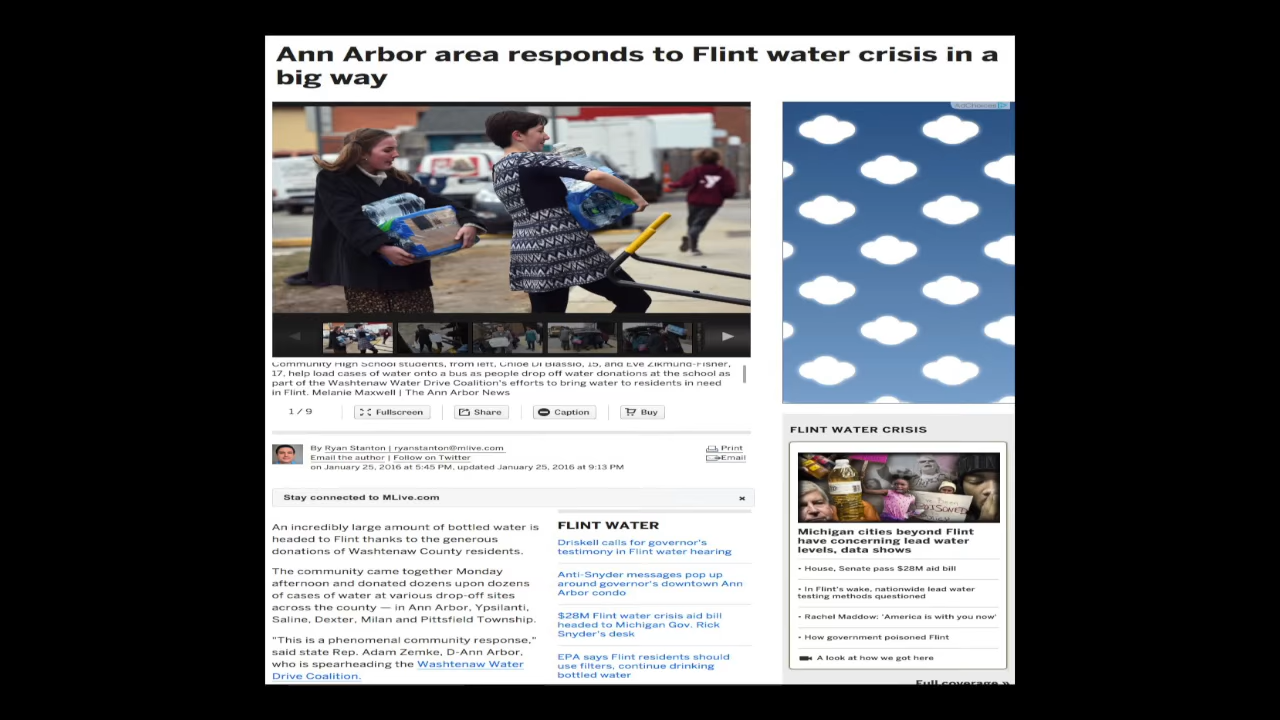 Ann Arbor area responds to Flint water crisis in a
big way
AdChoices
Community High School students, from left, Chloe Di Blassio, 15, and Eve Zikmund-Fisher,
17, help load cases of water onto a bus as people drop off water donations at the school as
part of the Washtenaw Water Drive Coalition's efforts to bring water to residents in need
in Flint. Melanie Maxwell | The Ann Arbor News
1 / 9
Fullscreen
Share
Caption
Buy
By Ryan Stanton | ryanstanton@mlive.com
Email the author | Follow on Twitter
on January 25, 2016 at 5:45 PM, updated January 25, 2016 at 9:13 PM
Print
Email
Stay connected to MLive.com
×
An incredibly large amount of bottled water is
headed to Flint thanks to the generous
donations of Washtenaw County residents.
The community came together Monday
afternoon and donated dozens upon dozens
of cases of water at various drop-off sites
across the county — in Ann Arbor, Ypsilanti,
Saline, Dexter, Milan and Pittsfield Township.
"This is a phenomenal community response,"
said state Rep. Adam Zemke, D-Ann Arbor,
who is spearheading the Washtenaw Water
Drive Coalition.
FLINT WATER
Driskell calls for governor's
testimony in Flint water hearing
Anti-Snyder messages pop up
around governor's downtown Ann
Arbor condo
$28M Flint water crisis aid bill
headed to Michigan Gov. Rick
Snyder's desk
EPA says Flint residents should
use filters, continue drinking
bottled water
FLINT WATER CRISIS
POISONED
Michigan cities beyond Flint
have concerning lead water
levels, data shows
• House, Senate pass $28M aid bill
• In Flint's wake, nationwide lead water
testing methods questioned
• Rachel Maddow: 'America is with you now'
• How government poisoned Flint
A look at how we got here
Full coverage »